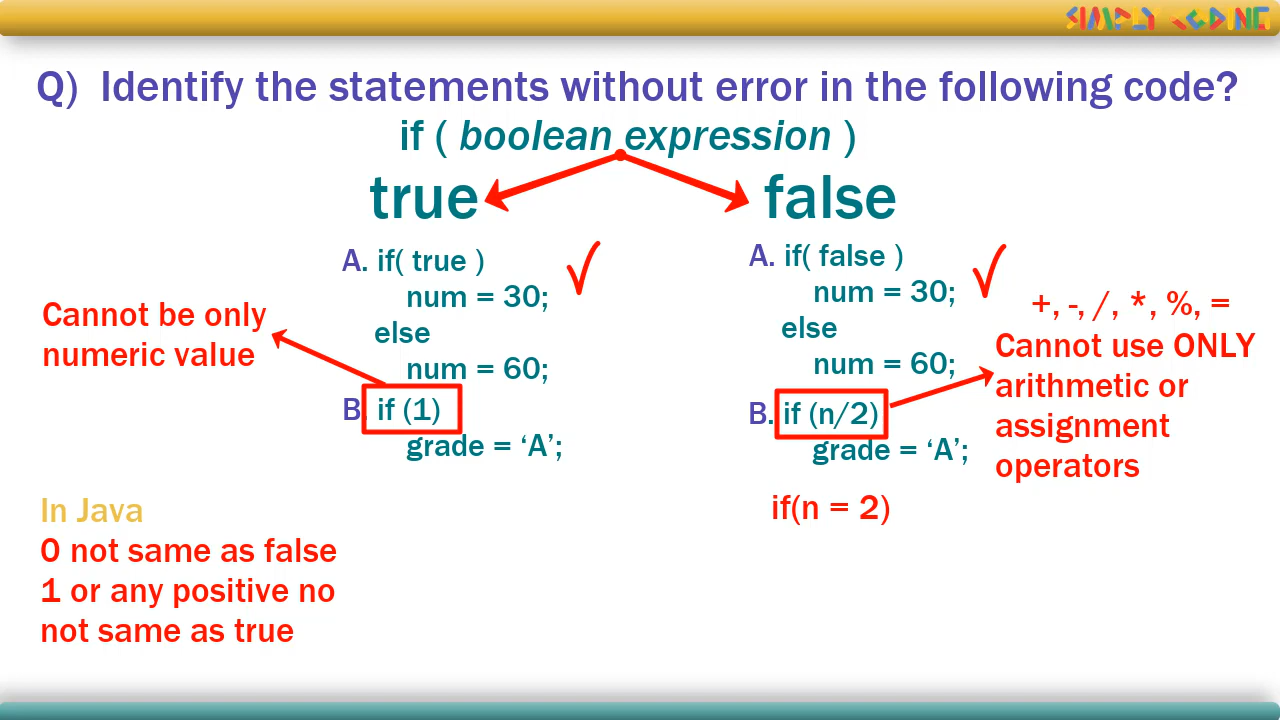 SIMPLY CODING
Q) Identify the statements without error in the following code?
if ( boolean expression )
true
false
A. if( true )
num = 30;
else
num = 60;
B. if (1)
grade = ‘A’;
Cannot be only
numeric value
In Java
0 not same as false
1 or any positive no
not same as true
A. if( false )
num = 30;
else
num = 60;
B. if (n/2)
grade = ‘A’;
if(n = 2)
+, -, /, *, %, =
Cannot use ONLY
arithmetic or
assignment
operators